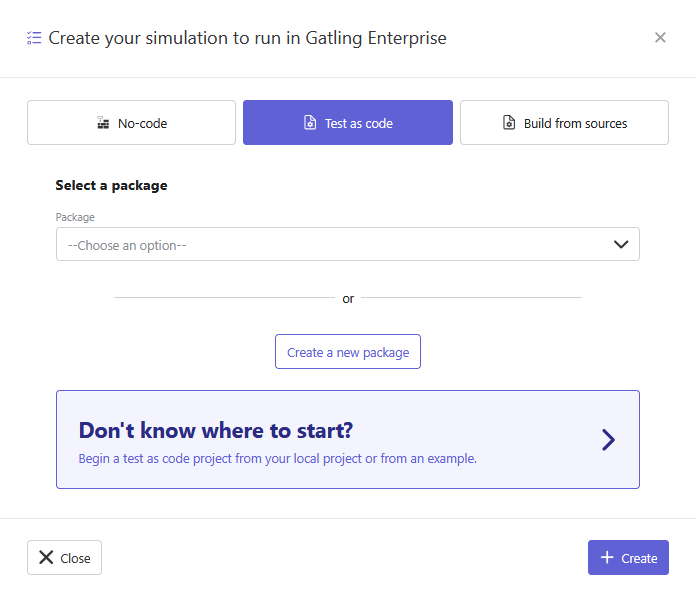 Create your simulation to run in Gatling Enterprise
No-code
Test as code
Build from sources
Select a package
Package
--Choose an option--
or
Create a new package
Don't know where to start?
Begin a test as code project from your local project or from an example.
Close
Create